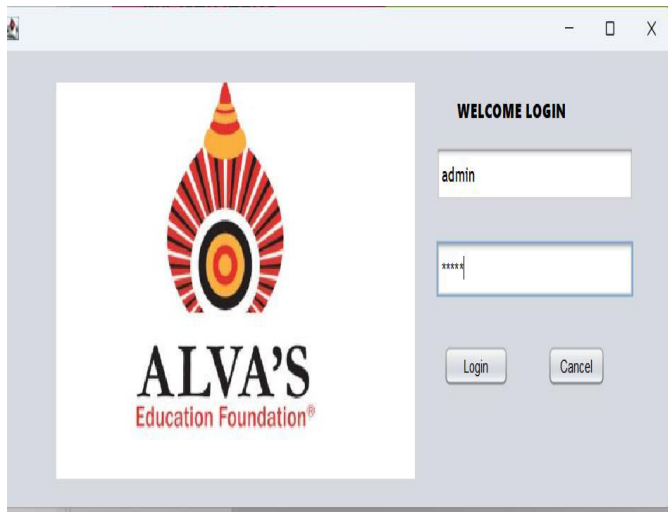 WELCOME LOGIN
admin
*****
Login
Cancel
ALVA'S
Education Foundation®